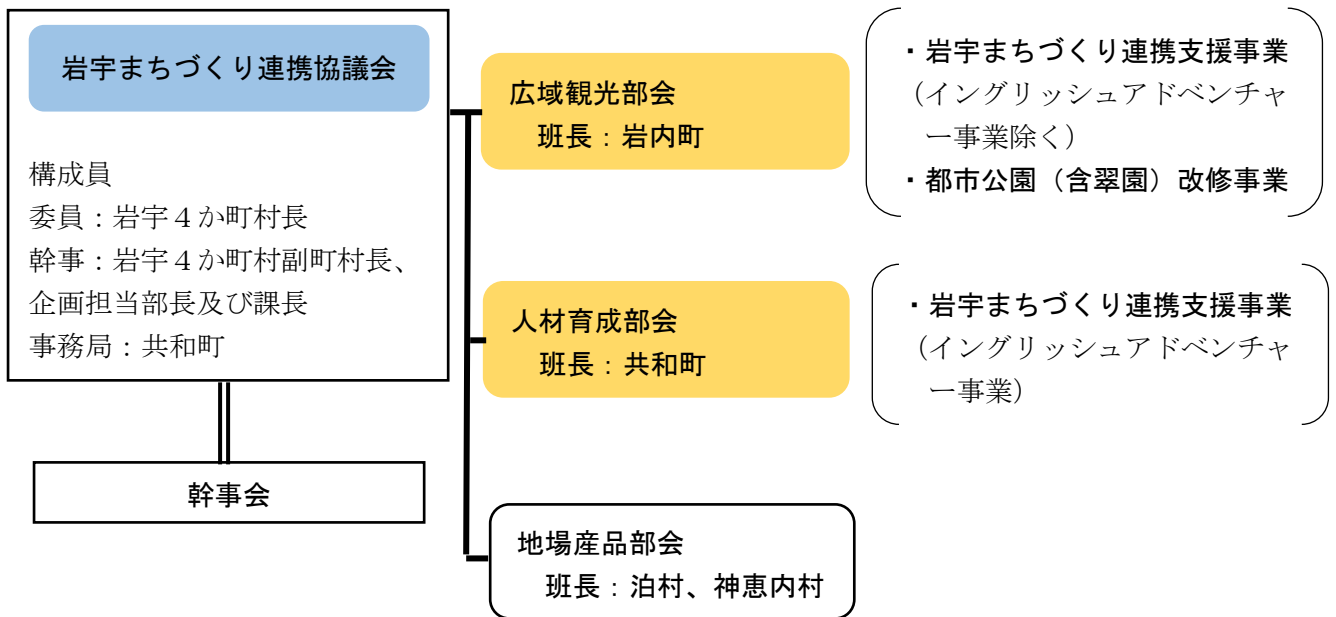 岩宇まちづくり連携協議会
構成員
委員：岩宇４か町村長
幹事：岩宇４か町村副町村長、
企画担当部長及び課長
事務局：共和町
幹事会
広域観光部会
班長：岩内町
・岩宇まちづくり連携支援事業
（イングリッシュアドベンチャ
ー事業除く）
・都市公園（含翠園）改修事業
人材育成部会
班長：共和町
・岩宇まちづくり連携支援事業
（イングリッシュアドベンチャ
ー事業）
地場産品部会
班長：泊村、神恵内村